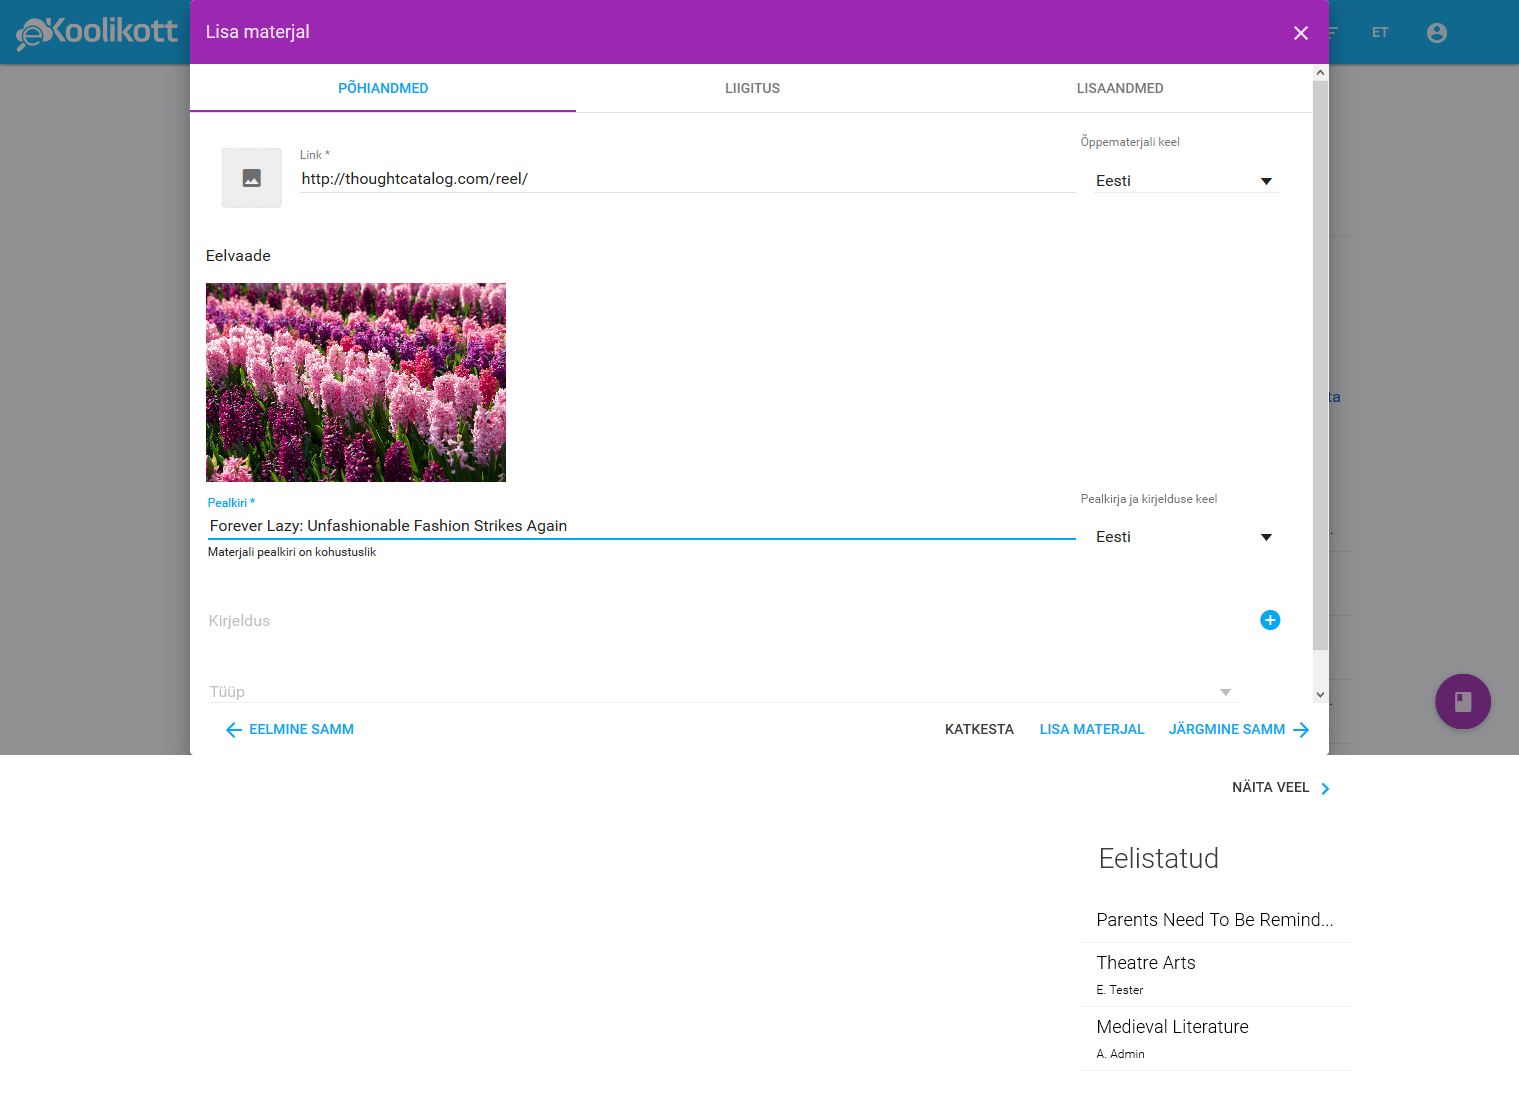 eKoolikott
Lisa materjal
ET
PÕHIANDMED
LIIGITUS
LISAANDMED
Link *
http://thoughtcatalog.com/reel/
Õppematerjali keel
Eesti
Eelvaade
Pealkiri *
Forever Lazy: Unfashionable Fashion Strikes Again
Materjali pealkiri on kohustuslik
Pealkirja ja kirjelduse keel
Eesti
Kirjeldus
Tüüp
EELMINE SAMM
KATKESTA
LISA MATERJAL
JÄRGMINE SAMM
NÄITA VEEL
Eelistatud
Parents Need To Be Remind...
Theatre Arts
E. Tester
Medieval Literature
A. Admin